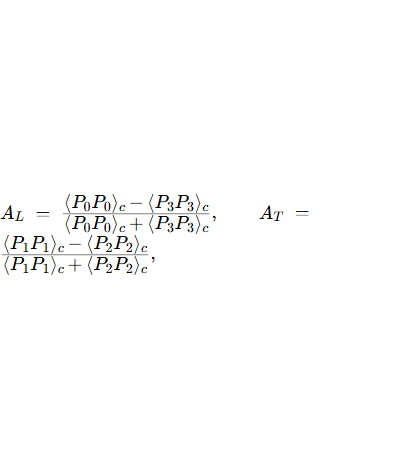 $A_L = \frac{\langle P_0 P_0 \rangle_c - \langle P_3 P_3 \rangle_c}{\langle P_0 P_0 \rangle_c + \langle P_3 P_3 \rangle_c}, \qquad A_T =$
$\frac{\langle P_1 P_1 \rangle_c - \langle P_2 P_2 \rangle_c}{\langle P_1 P_1 \rangle_c + \langle P_2 P_2 \rangle_c},$